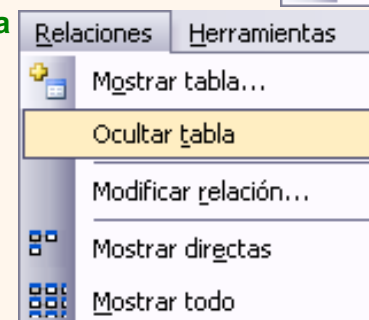 a
Relaciones Herramientas
Mostrar tabla...
Ocultar tabla
Modificar relación...
Mostrar directas
Mostrar todo